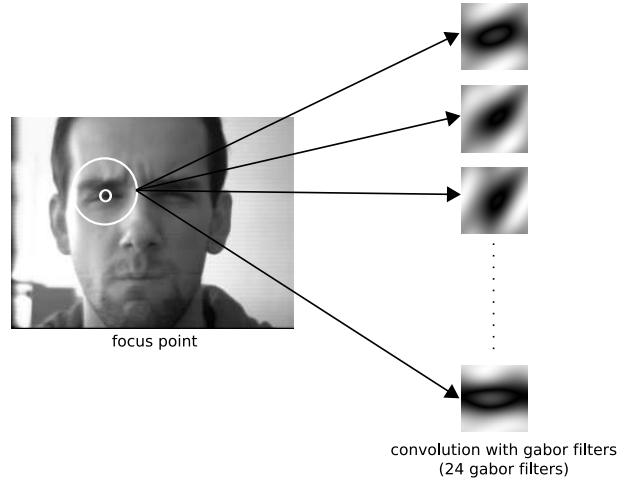 focus point
convolution with gabor filters
(24 gabor filters)